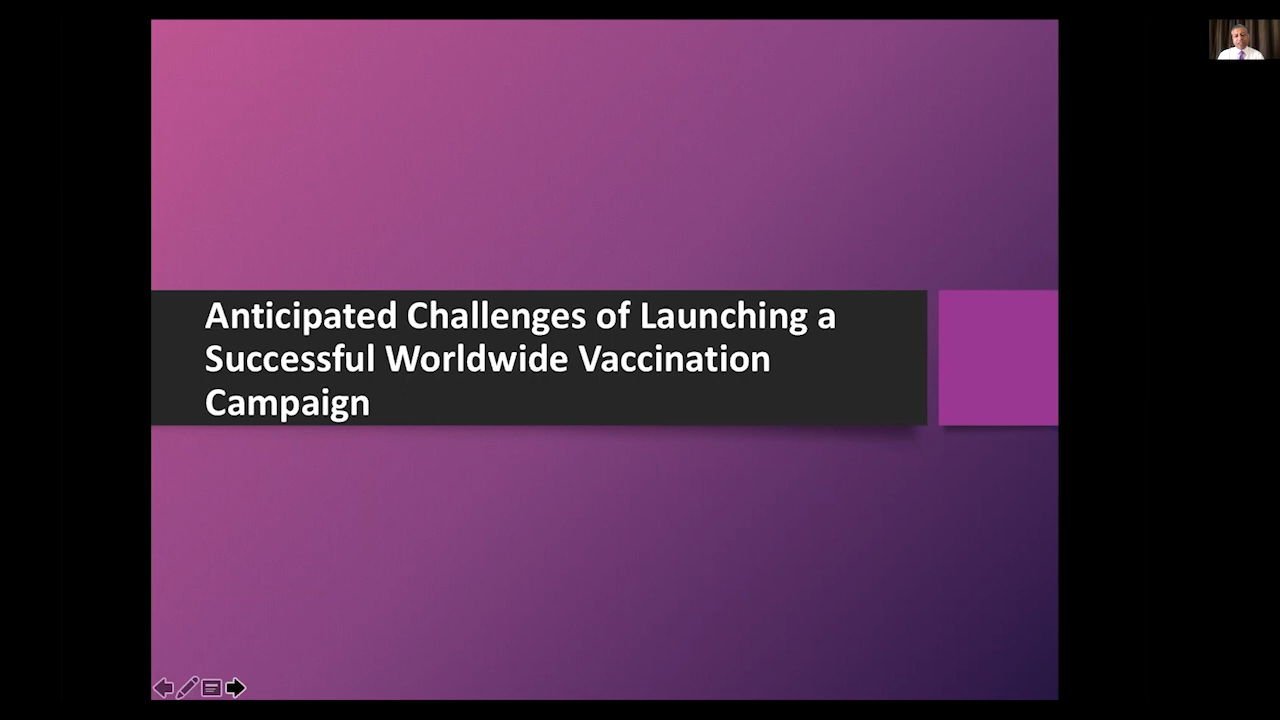 Anticipated Challenges of Launching a
Successful Worldwide Vaccination
Campaign